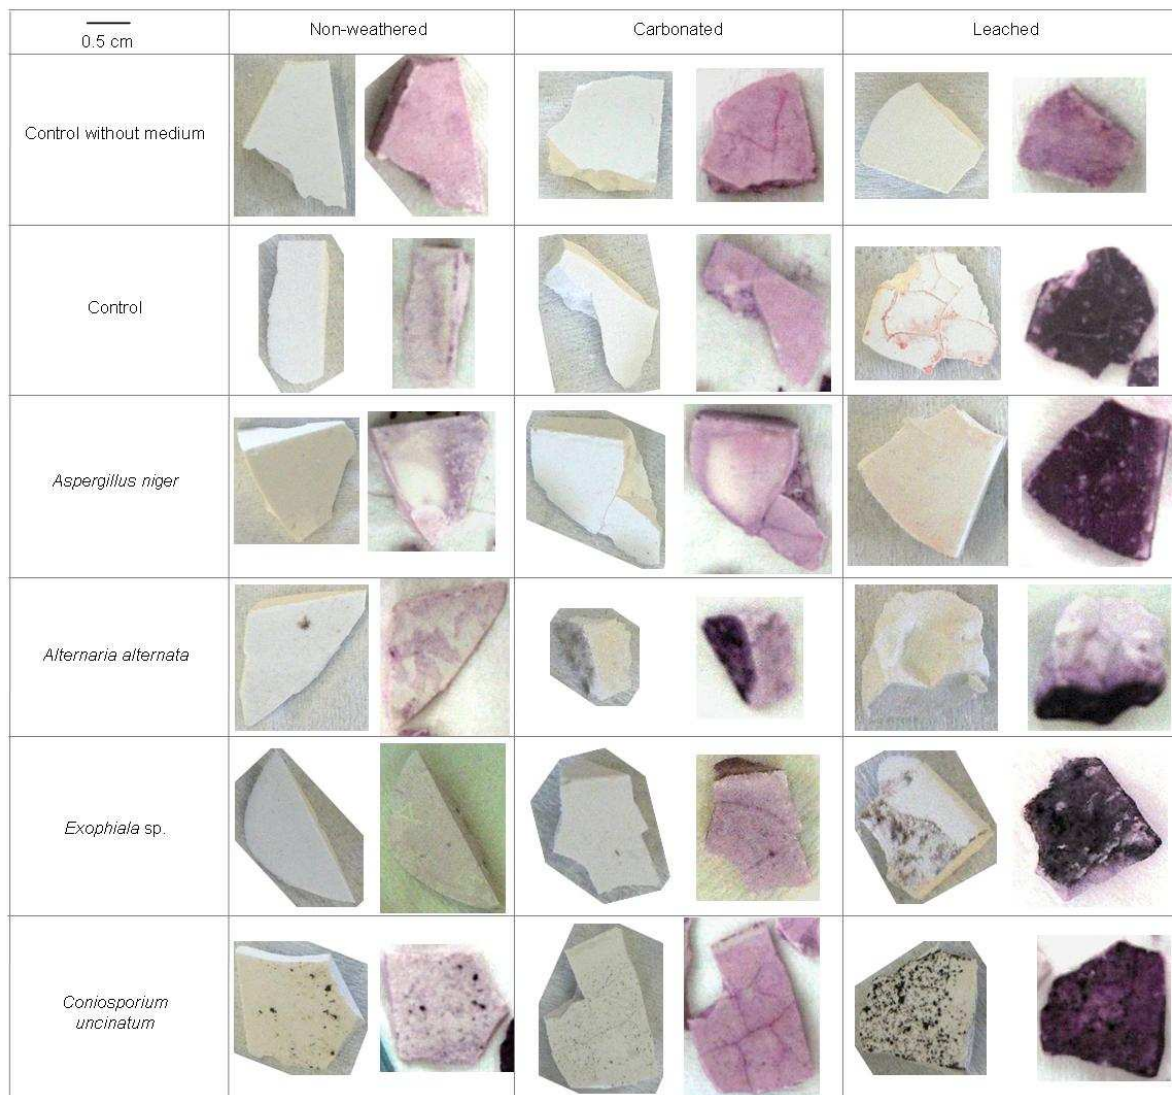 0.5 cm
Non-weathered
Carbonated
Leached
Control without medium
Control
Aspergillus niger
Alternaria alternata
Exophiala sp.
Coniosporium
uncinatum